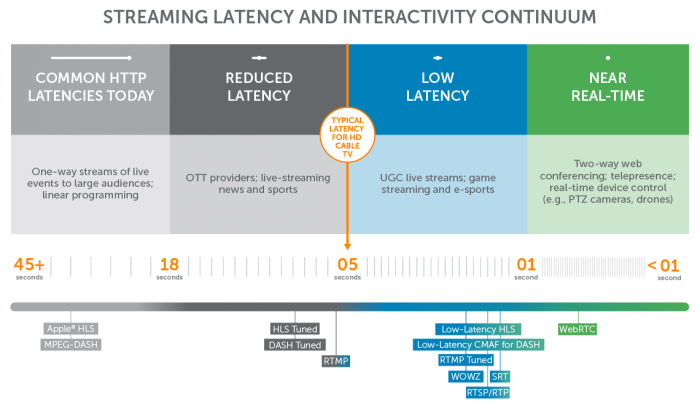 STREAMING LATENCY AND INTERACTIVITY CONTINUUM
COMMON HTTP
LATENCIES TODAY
REDUCED
LATENCY
LOW
LATENCY
NEAR
REAL-TIME
TYPICAL
LATENCY
FOR HD
CABLE
TV
One-way streams of live
events to large audiences;
linear programming
OTT providers; live-streaming
news and sports
UGC live streams; game
streaming and e-sports
Two-way web
conferencing; telepresence;
real-time device control
(e.g., PTZ cameras, drones)
45+
seconds
18
seconds
05
seconds
01
seconds
< 01
second
Apple® HLS
MPEG-DASH
HLS Tuned
DASH Tuned
RTMP
Low-Latency HLS
Low-Latency CMAF for DASH
RTMP Tuned
WOWZ
SRT
RTSP/RTP
WebRTC